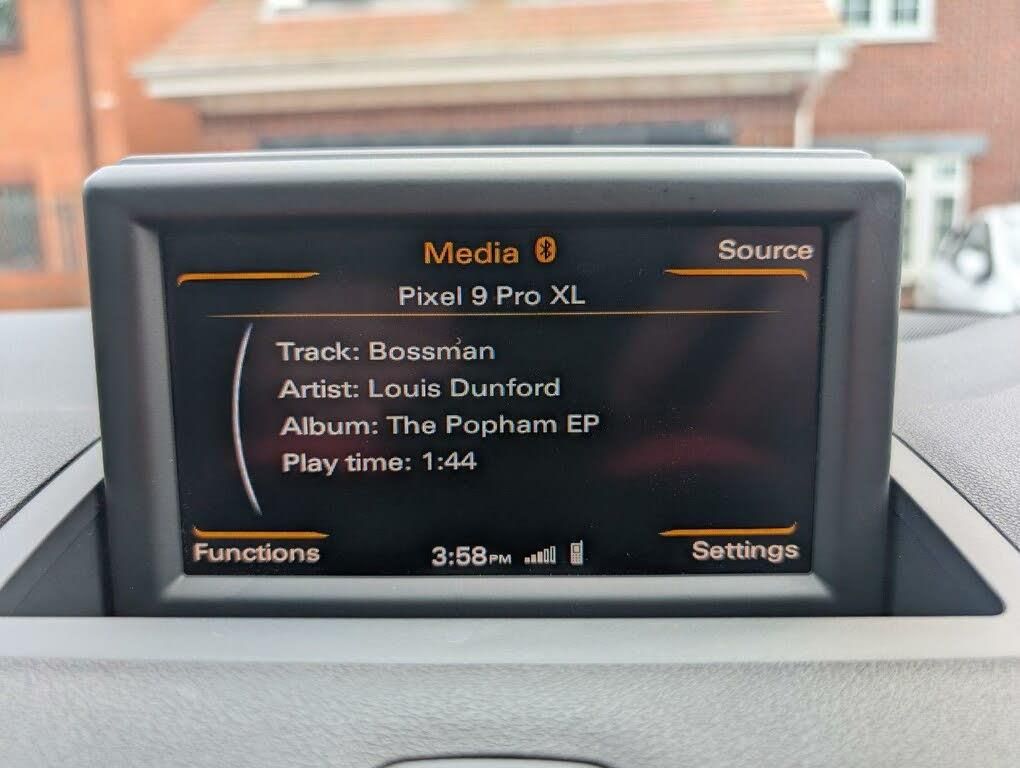 Media
Source
Pixel 9 Pro XL
Track: Bossman
Artist: Louis Dunford
Album: The Popham EP
Play time: 1:44
Functions
3:58PM
Settings